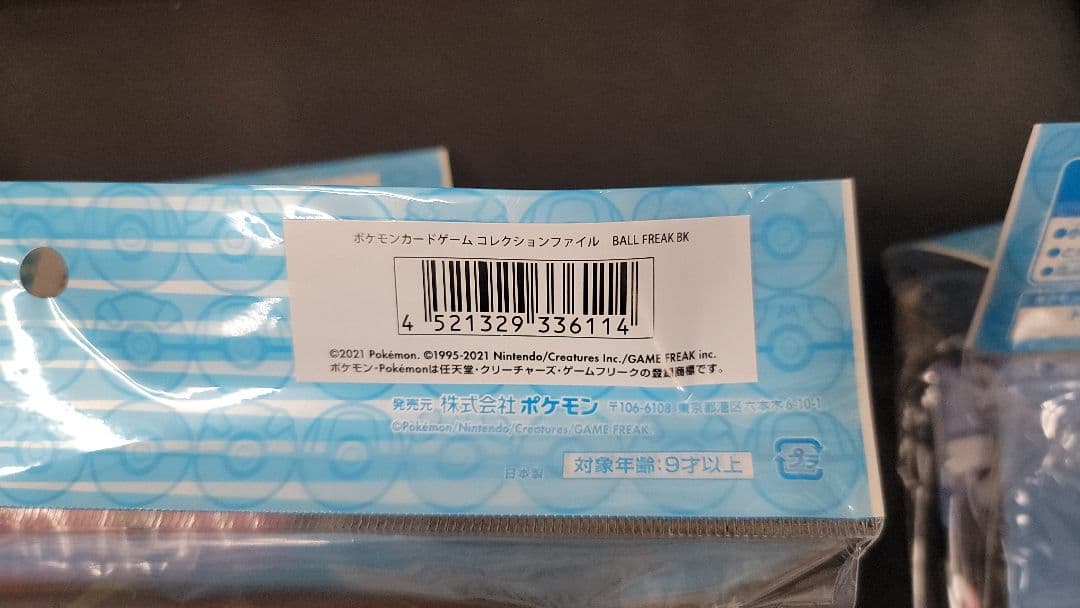 ポケモンカードゲーム コレクションファイル BALL FREAK BK
4 521329 336114
©2021 Pokémon. ©1995-2021 Nintendo/Creatures Inc./GAME FREAK inc.
ポケモン・Pokémonは任天堂・クリーチャーズ・ゲームフリークの登録商標です。
発売元 株式会社 ポケモン 〒106-6108 東京都港区六本木6-10-1
©Pokémon/Nintendo/Creatures/GAME FREAK.
日本製 対象年齢:9才以上 プラ